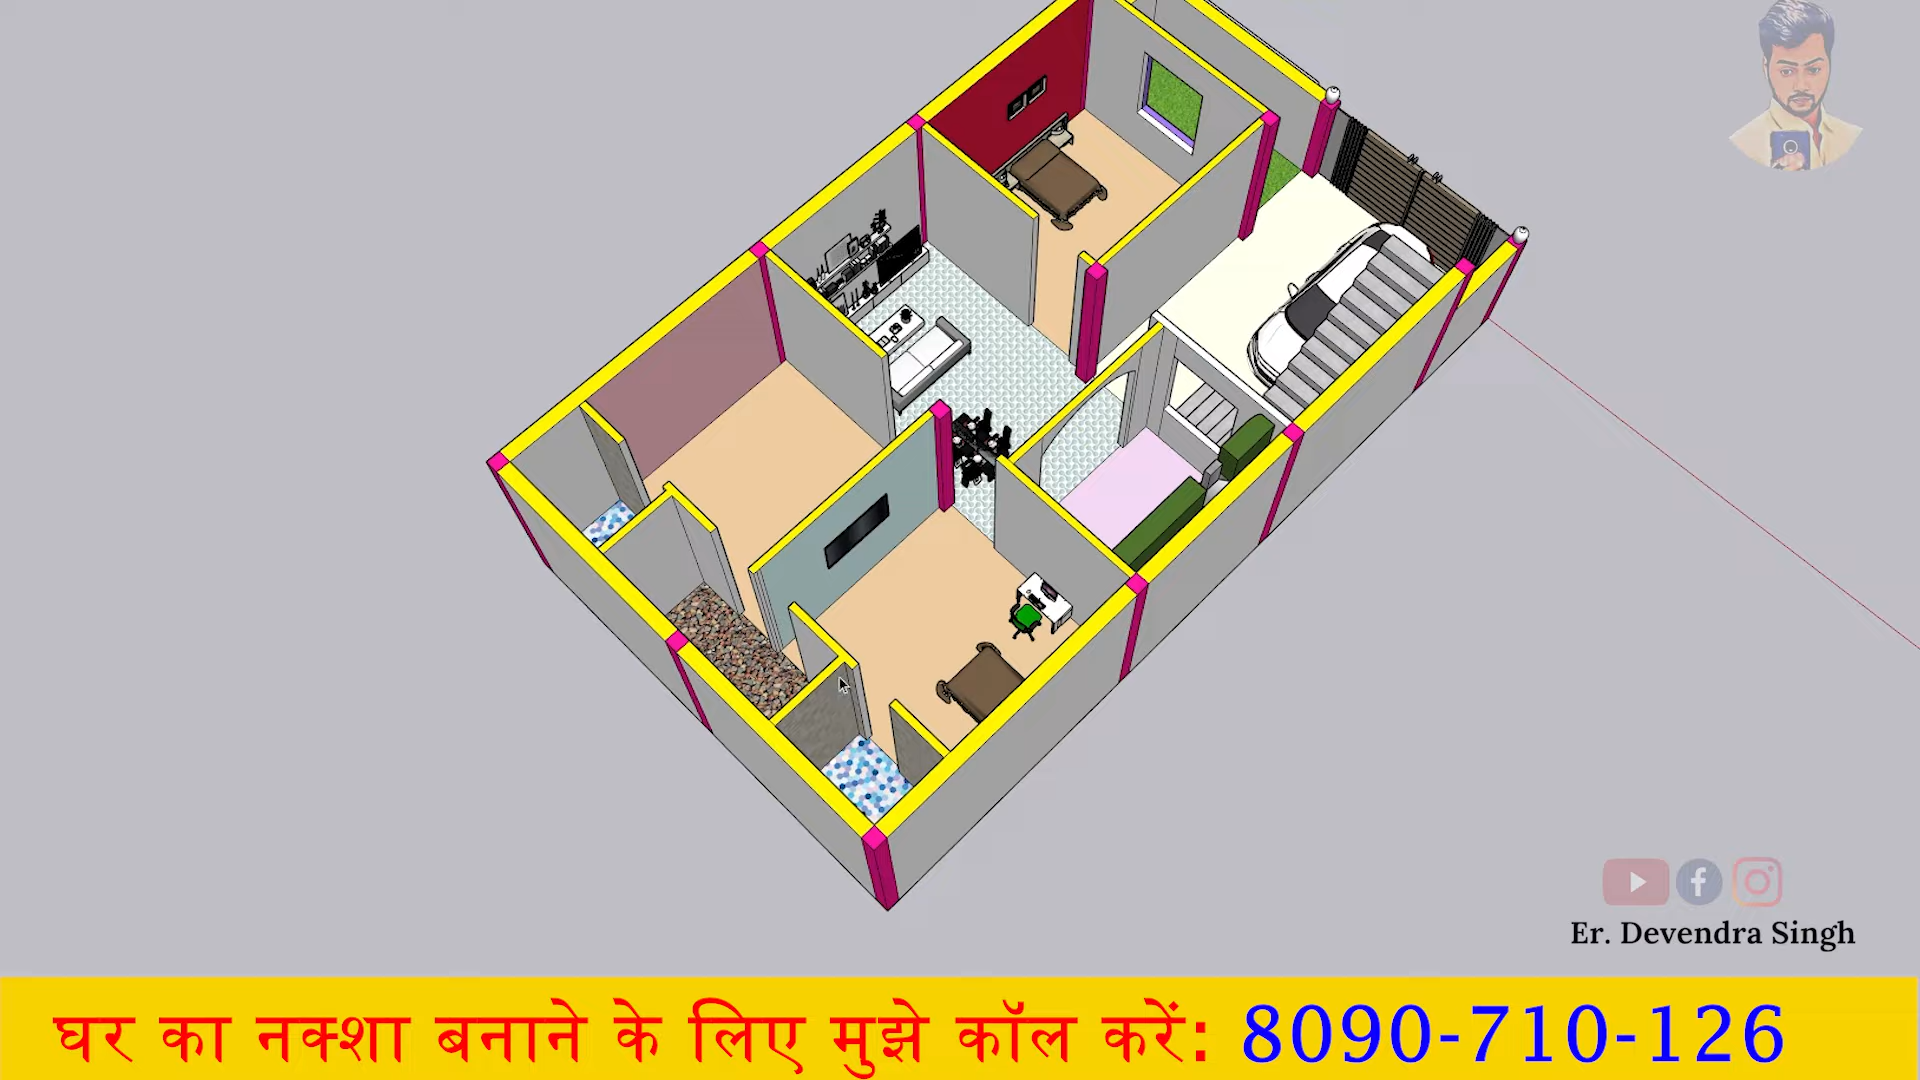 Er. Devendra Singh
घर का नक्शा बनाने के लिए मुझे कॉल करें: 8090-710-126